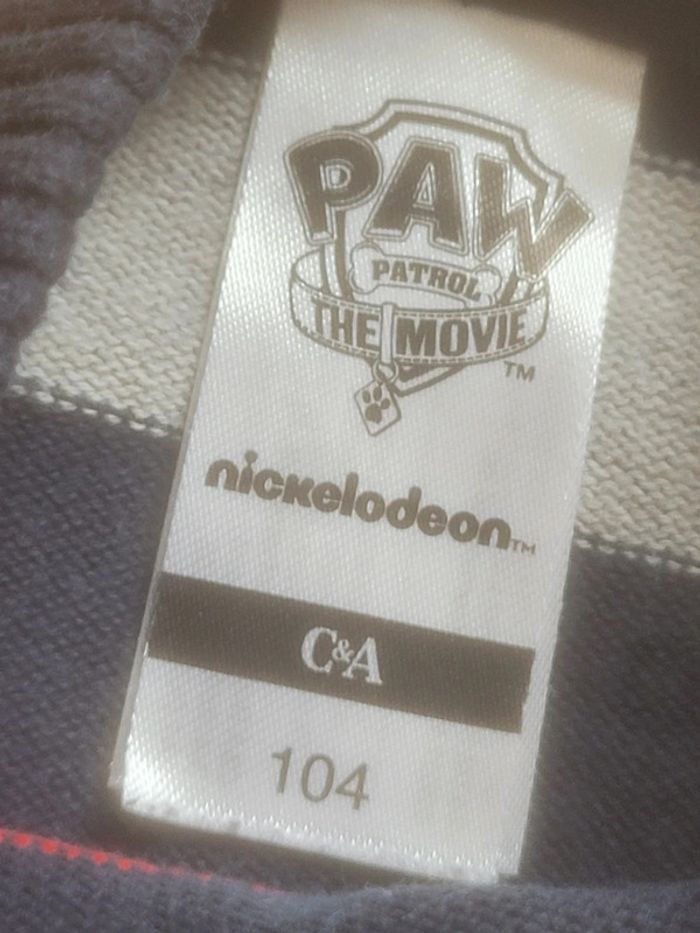 PAW
PATROL
THE MOVIE
TM
nickelodeon TM
C&A
104